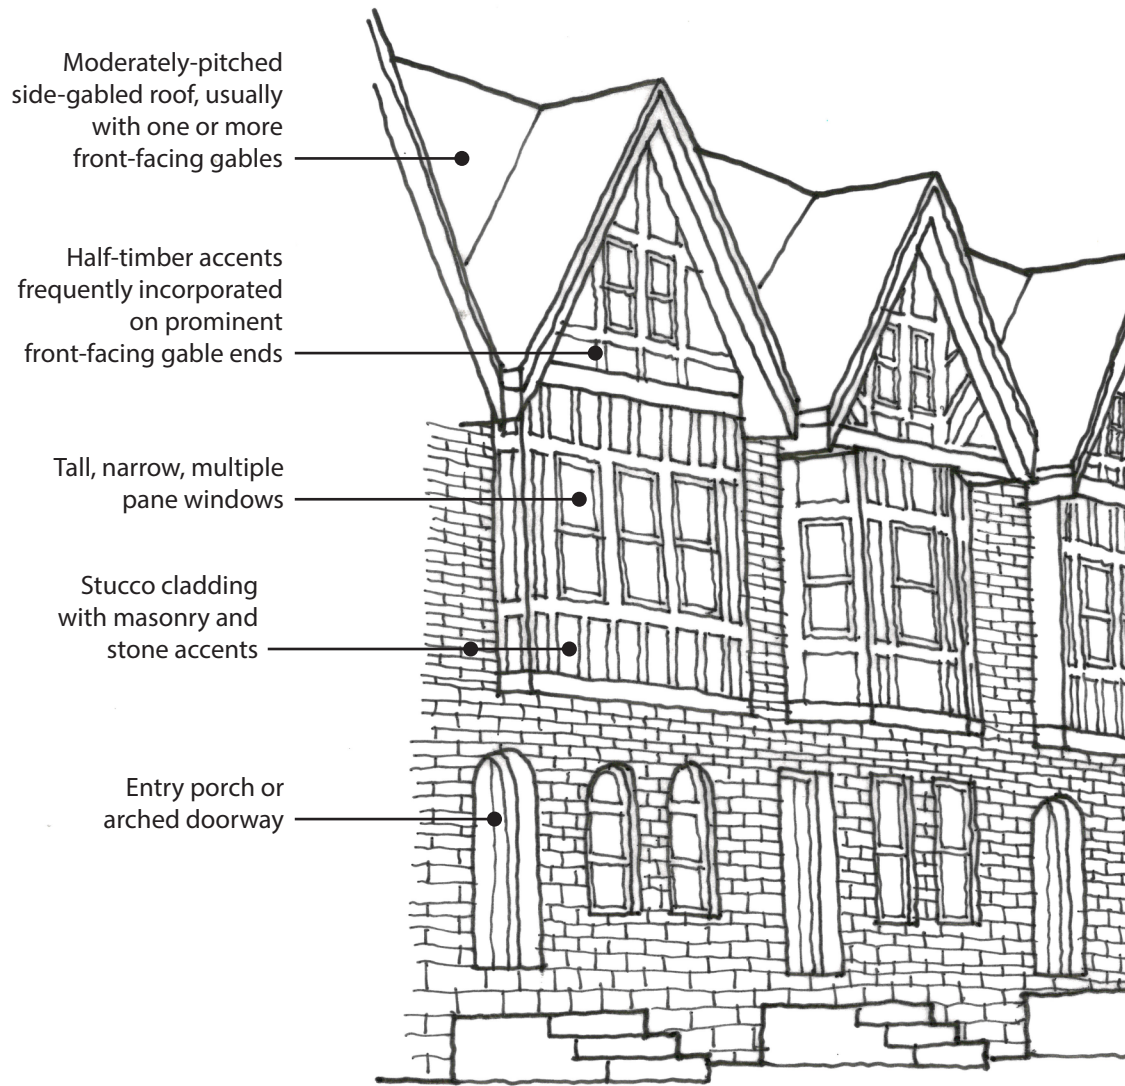 Moderately-pitched
side-gabled roof, usually
with one or more
front-facing gables
Half-timber accents
frequently incorporated
on prominent
front-facing gable ends
Tall, narrow, multiple
pane windows
Stucco cladding
with masonry and
stone accents
Entry porch or
arched doorway